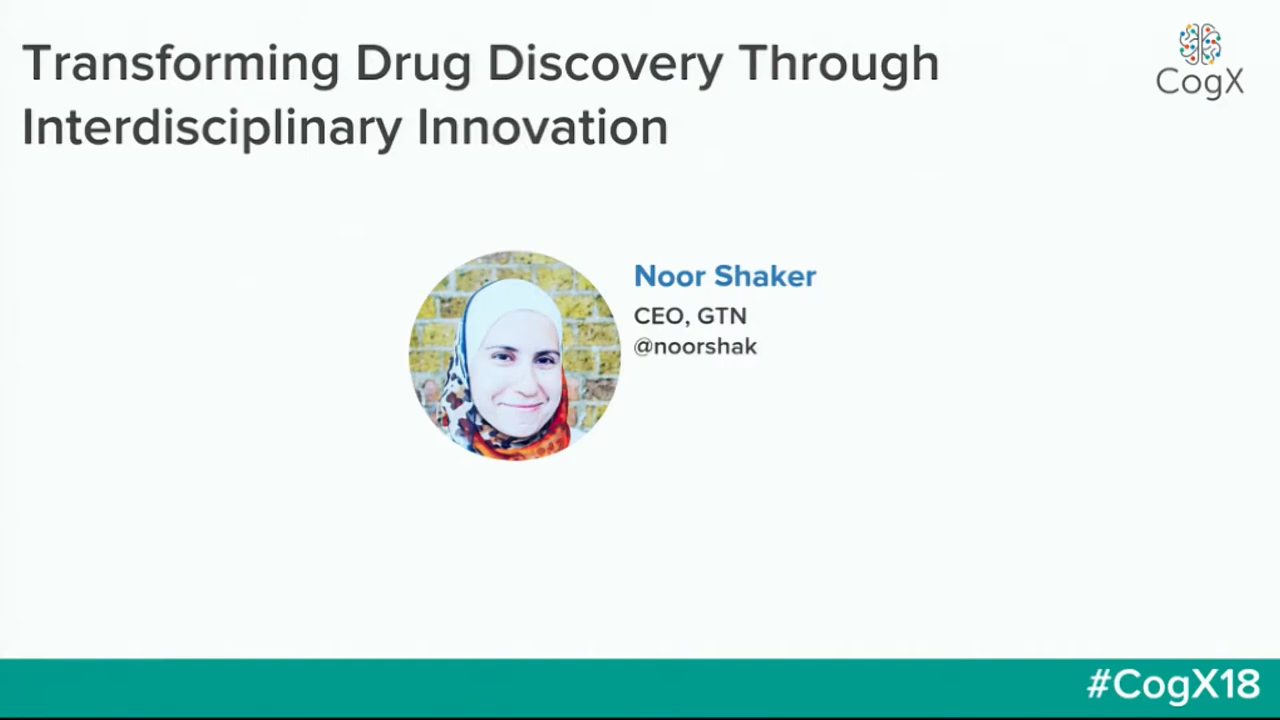 Transforming Drug Discovery Through
Interdisciplinary Innovation
CogX
Noor Shaker
CEO, GTN
@noorshak
#CogX18